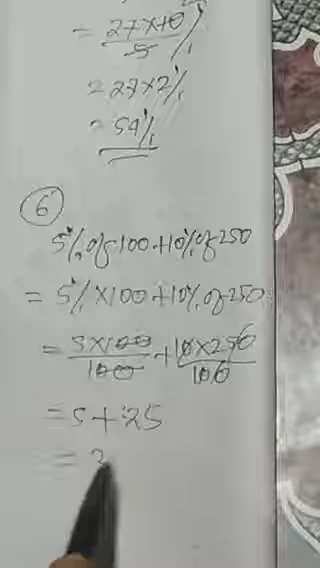 = 27×10/5 %
= 27×2%
= 54%
6
5% of 100 + 10% of 250
= 5% × 100 + 10% of 250
= 5×100/100 + 10×250/100
= 5 + 25
= 3